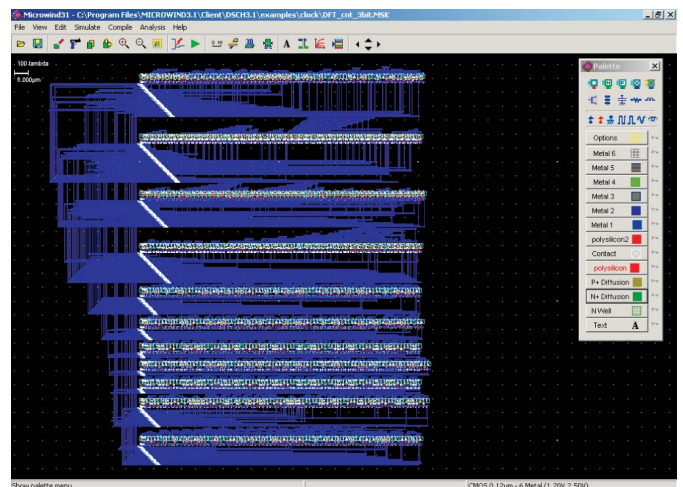 Microwind31 - C:\Program Files\MICROWIND3.1\Client\DSCH3.1\examples\clock\DFT_cnt_3bit.MSK
File View Edit Simulate Compile Analysis Help
100 lambda
6.000µm
Palette
Options
Metal 6
Metal 5
Metal 4
Metal 3
Metal 2
Metal 1
polysilicon2
Contact
polysilicon
P+ Diffusion
N+ Diffusion
N Well
Text A
Show palette menu
CMOS 0.12µm - 6 Metal (1.20V, 2.50V)